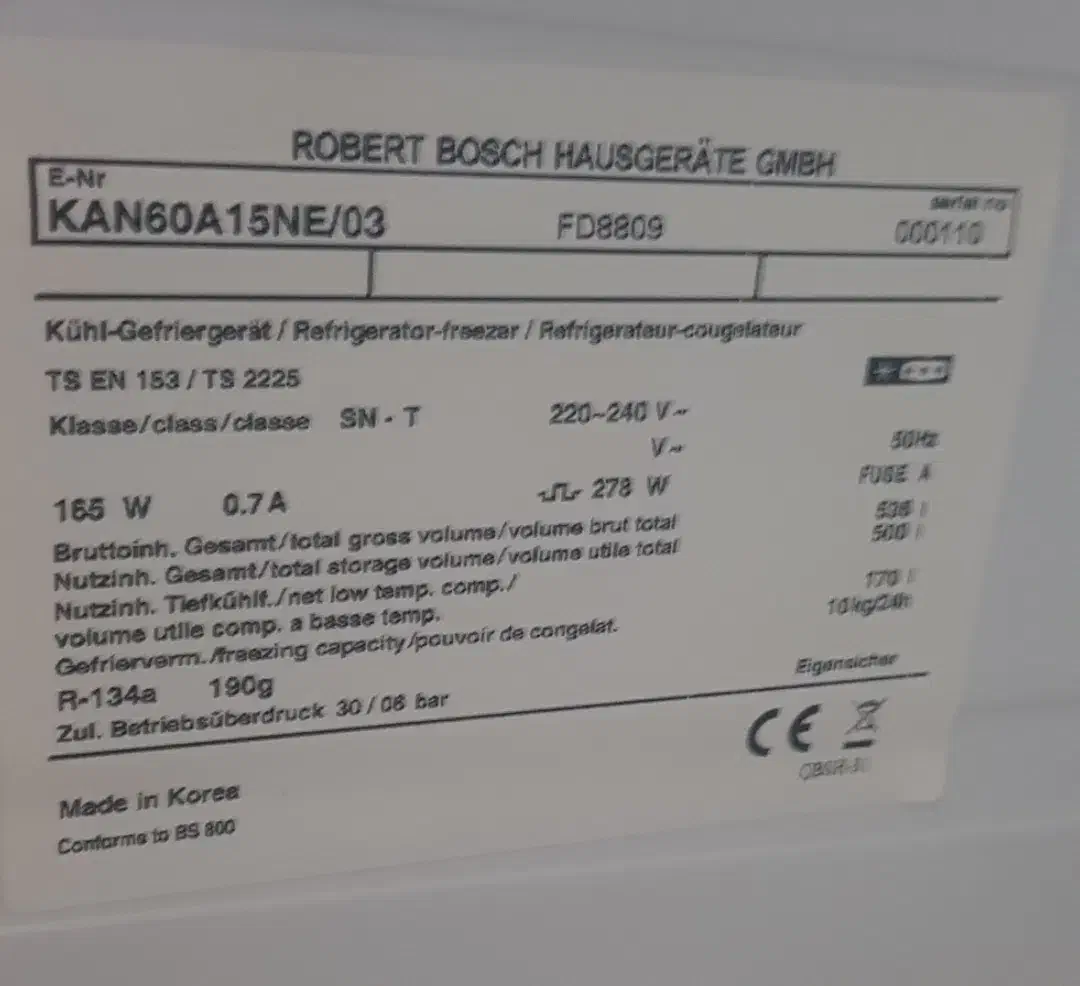 ROBERT BOSCH HAUSGERÄTE GMBH
E-Nr
serial no
KAN60A15NE/03 FD8809 000110
Kühl-Gefriergerät / Refrigerator-freezer / Refrigerateur-cougelateur
TS EN 153 / TS 2225
Klasse/class/classe SN - T 220~240 V~
V~ 50Hz
165 W 0.7 A 278 W FUSE A
Bruttoinh. Gesamt/total gross volume/volume brut total l
Nutzinh. Gesamt/total storage volume/volume utile total 500 l
Nutzinh. Tiefkühlf./net low temp. comp./ 170 l
volume utile comp. a basse temp.
Gefrierverm./freezing capacity/pouvoir de congelat. 10kg/24h
R-134a 190g Eigensicher
Zul. Betriebsüberdruck 30 / 06 bar
CE
Made in Korea
Conforms to BS 800